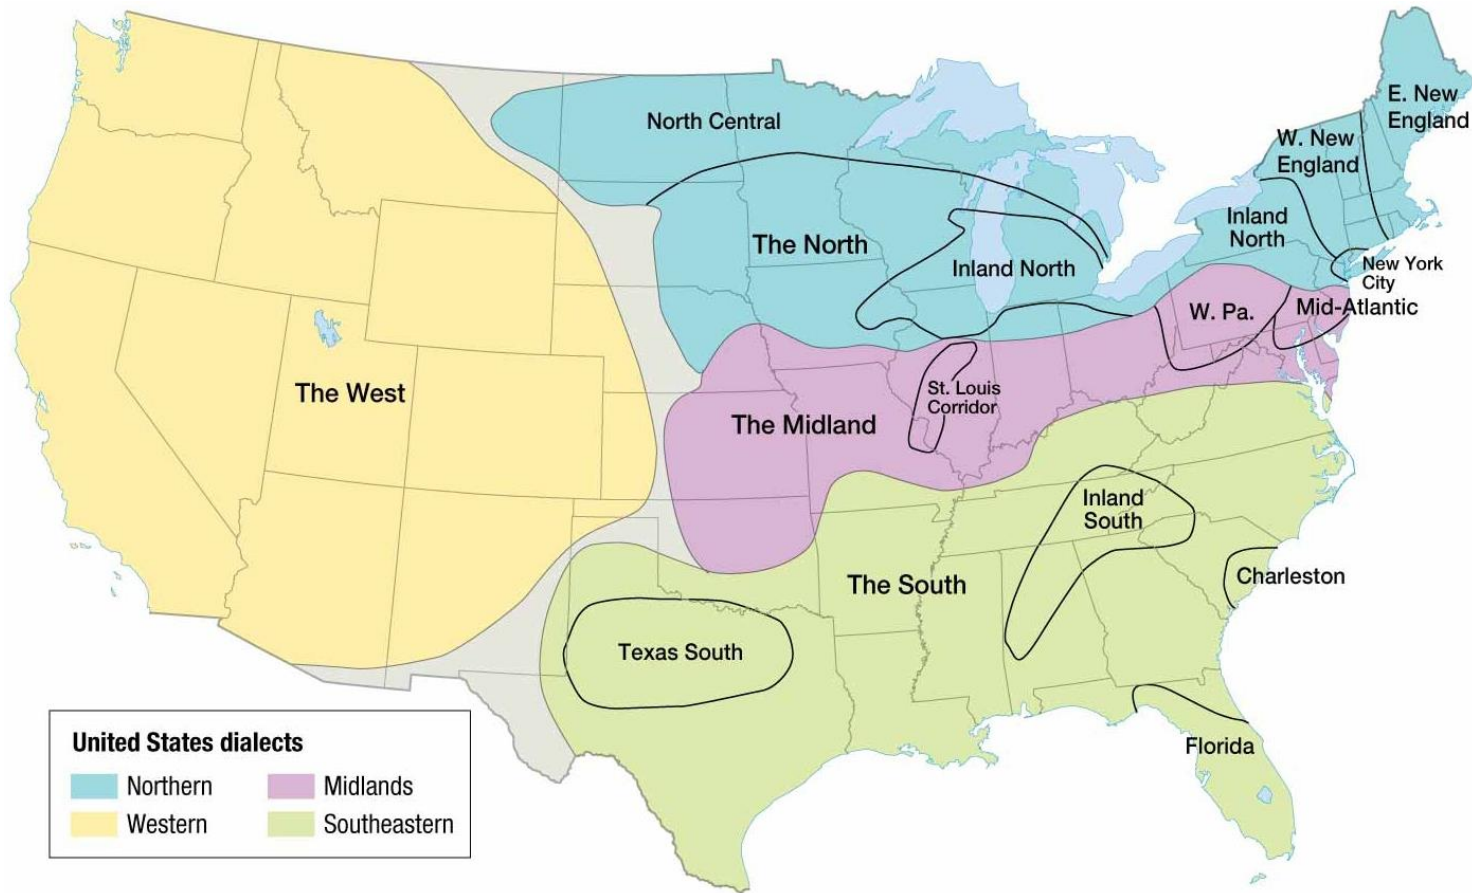 E. New
England
North Central
W. New
England
The North
Inland
North
Inland North
New York
City
W. Pa.
Mid-Atlantic
The West
St. Louis
Corridor
The Midland
Inland
South
The South
Charleston
Texas South
Florida
United States dialects
Northern
Midlands
Western
Southeastern